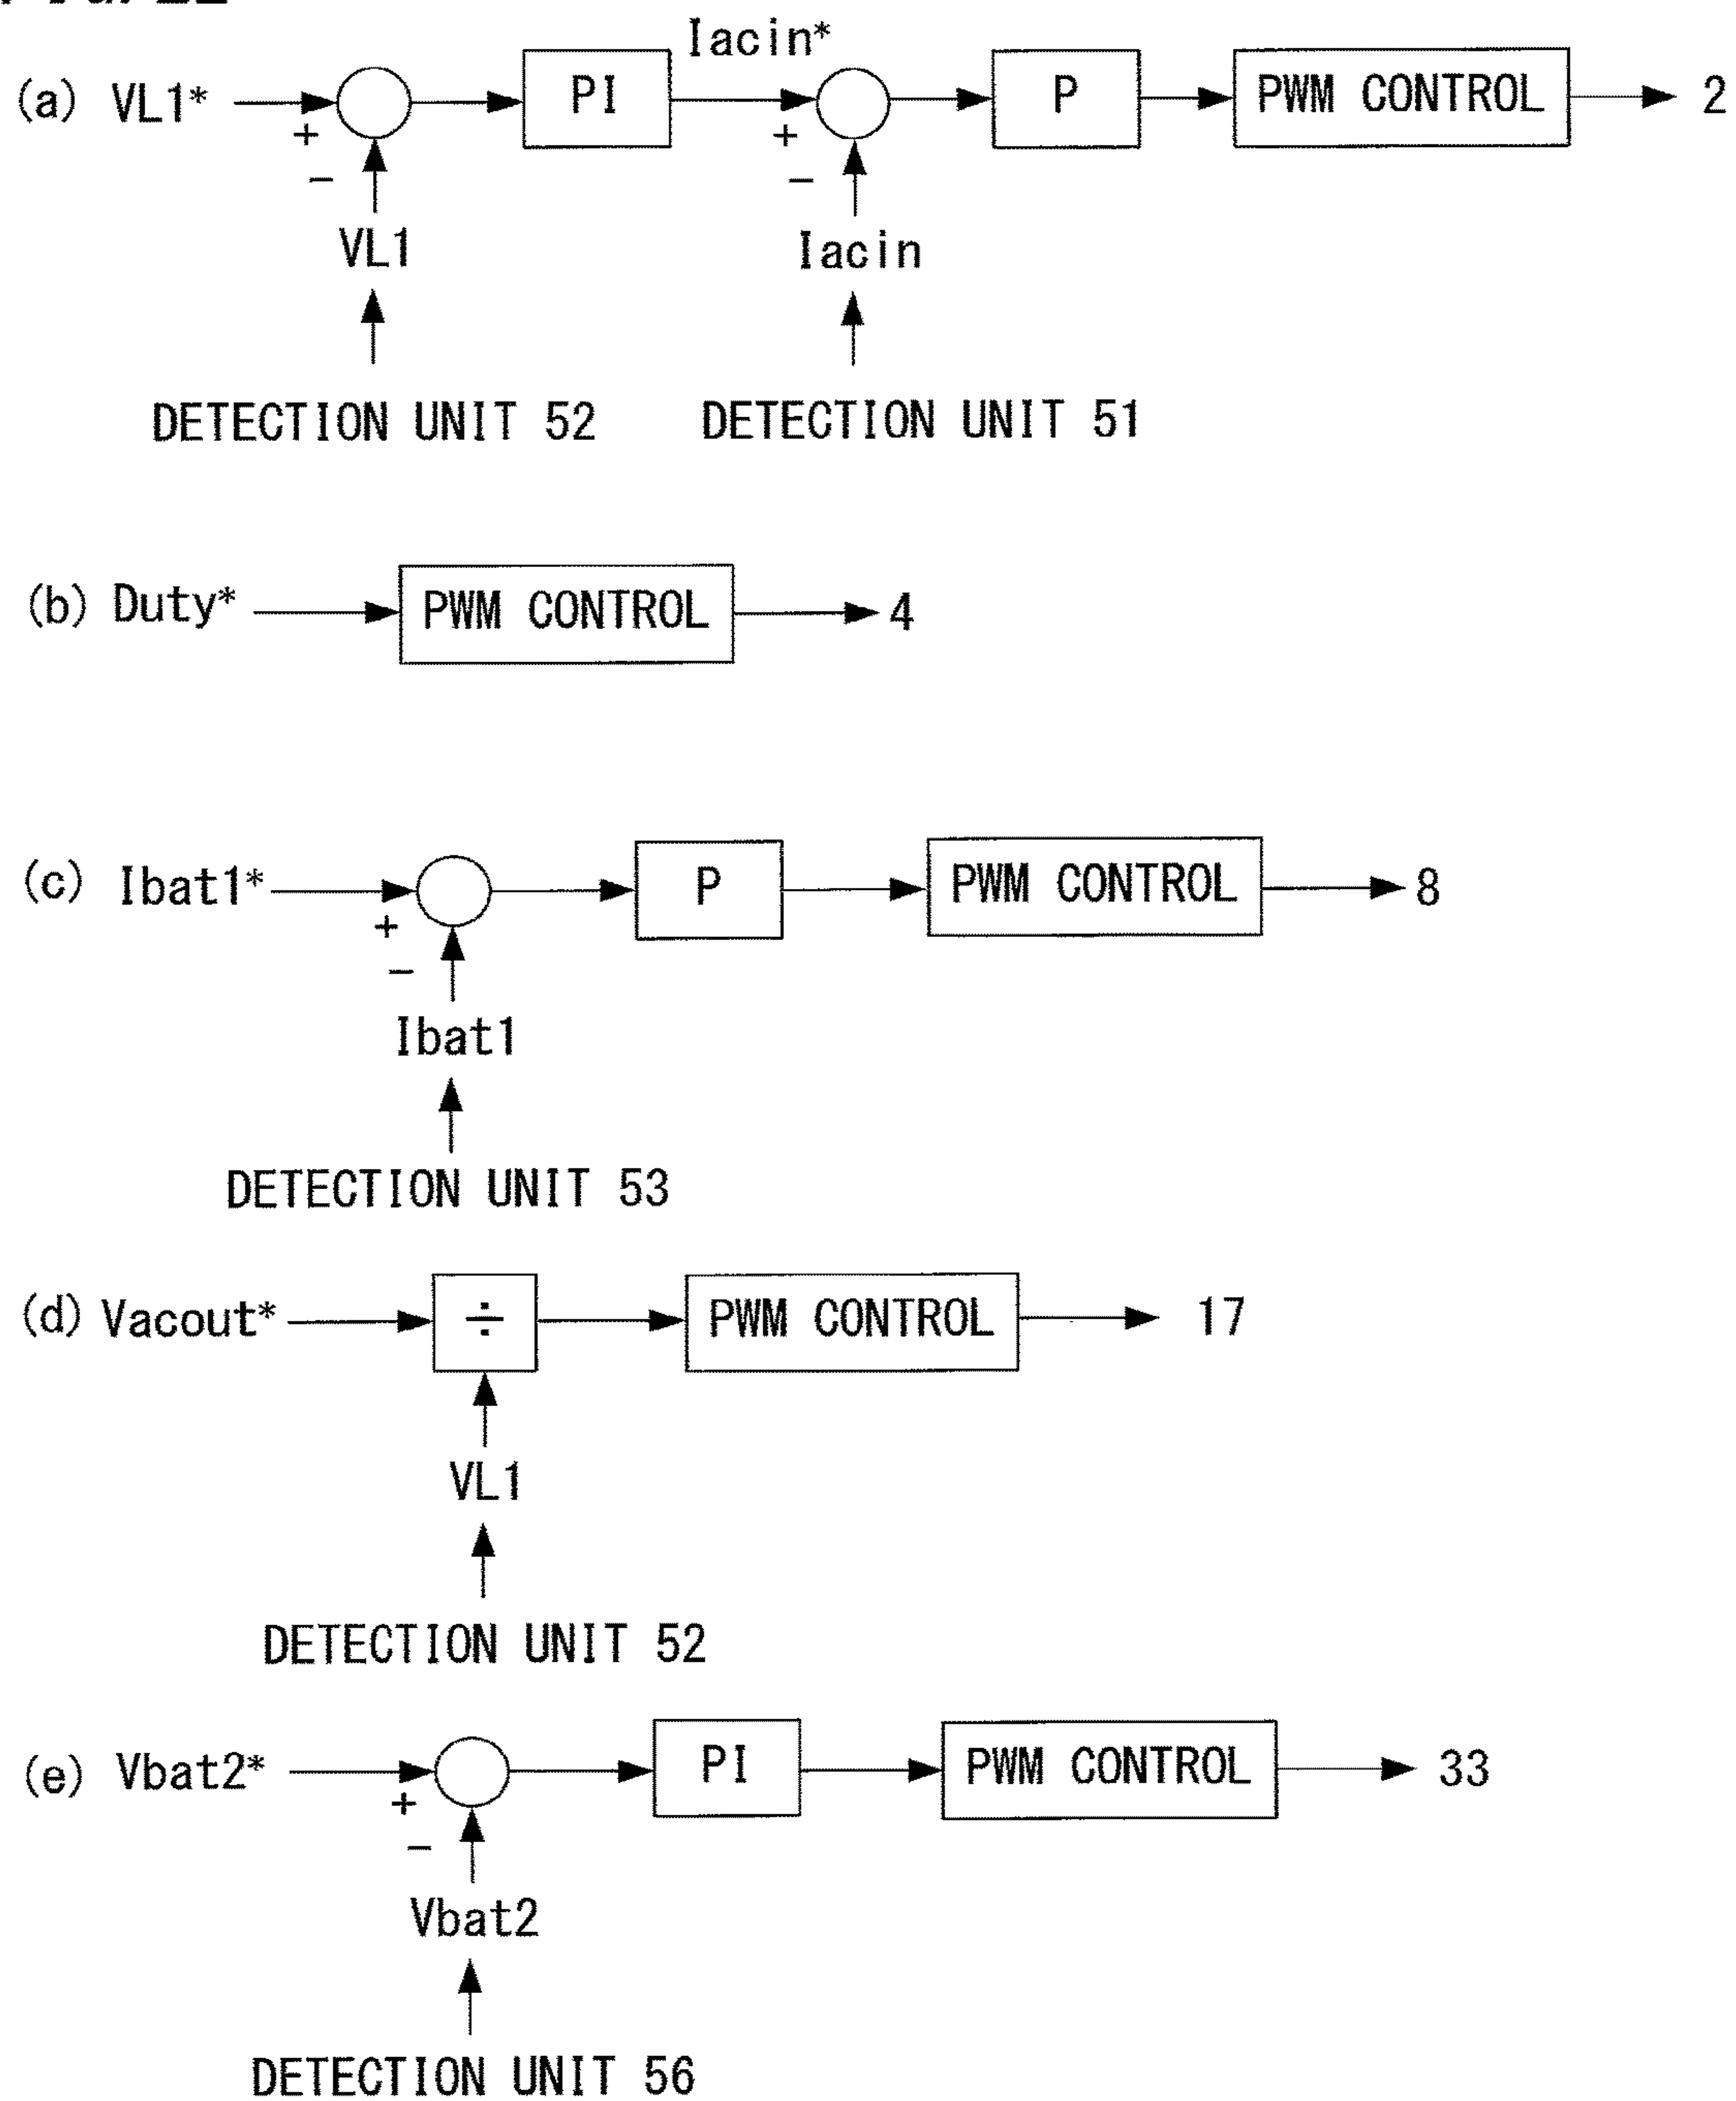 Iacin*
(a) VL1* PI P PWM CONTROL 2
+ +
- -
VL1 Iacin
DETECTION UNIT 52 DETECTION UNIT 51
(b) Duty* PWM CONTROL 4
(c) Ibat1* P PWM CONTROL 8
+
-
Ibat1
DETECTION UNIT 53
(d) Vacout* ÷ PWM CONTROL 17
VL1
DETECTION UNIT 52
(e) Vbat2* PI PWM CONTROL 33
+
-
Vbat2
DETECTION UNIT 56